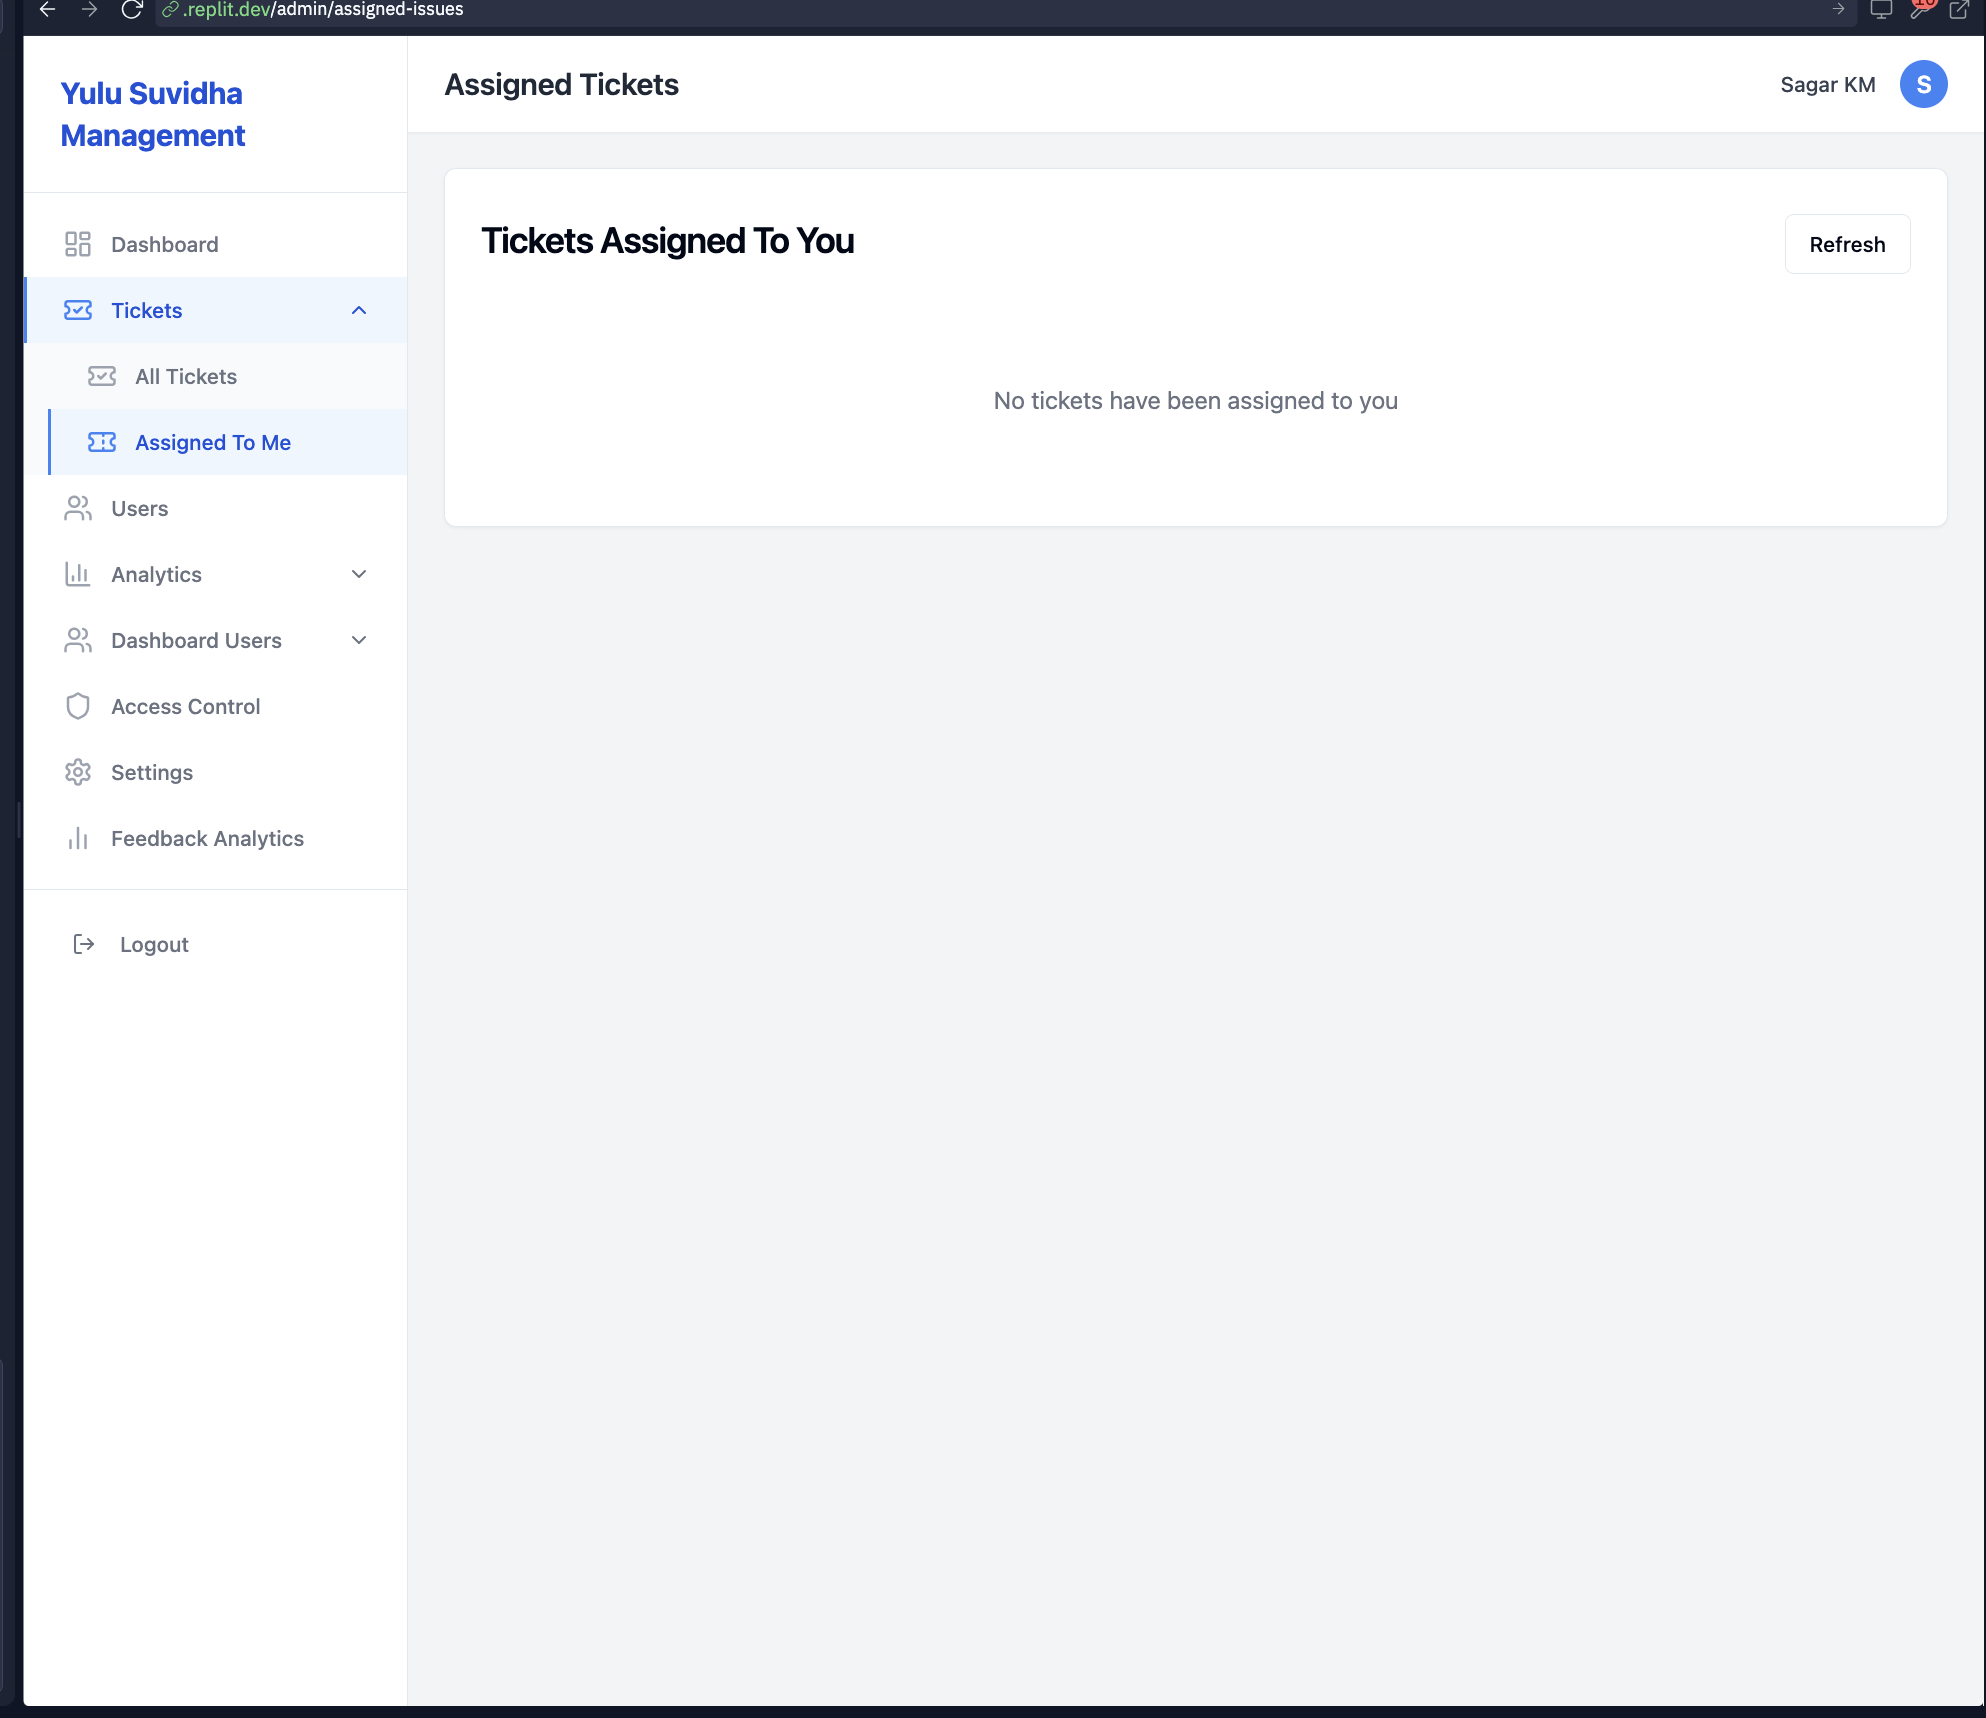 .replit.dev/admin/assigned-issues
Yulu Suvidha
Management
Assigned Tickets
Sagar KM
S
Dashboard
Tickets
All Tickets
Assigned To Me
Users
Analytics
Dashboard Users
Access Control
Settings
Feedback Analytics
Logout
Tickets Assigned To You
Refresh
No tickets have been assigned to you